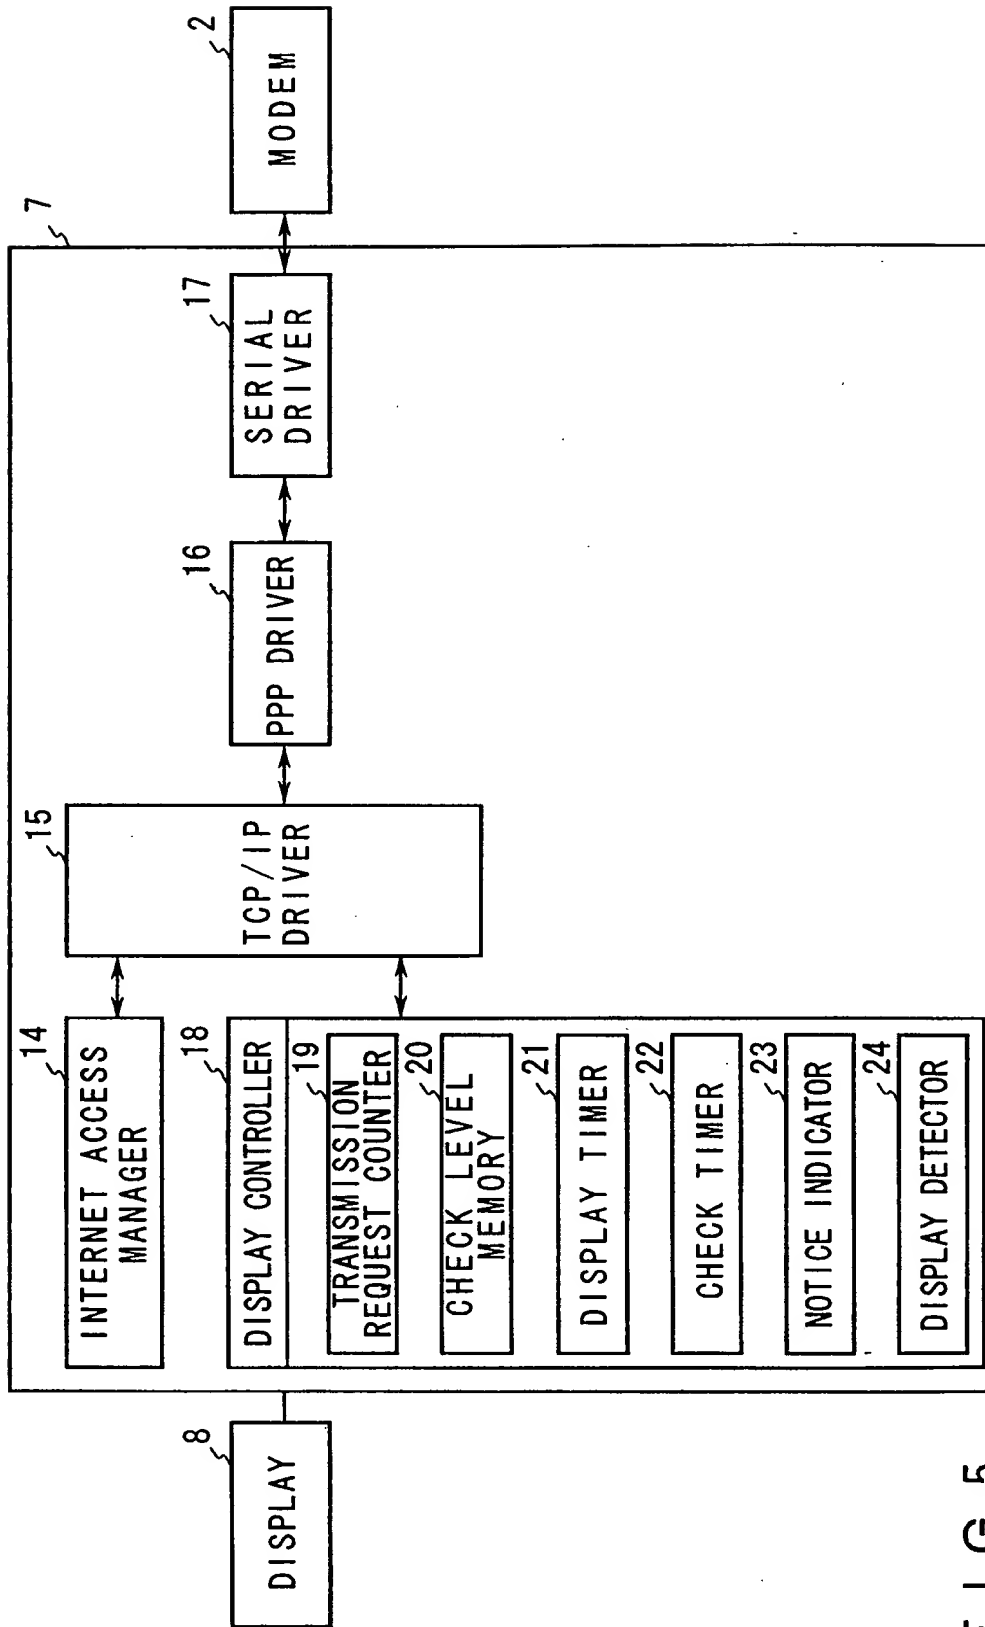 7
8
DISPLAY
14
INTERNET ACCESS
MANAGER
18
DISPLAY CONTROLLER
19
TRANSMISSION
REQUEST COUNTER
20
CHECK LEVEL
MEMORY
21
DISPLAY TIMER
22
CHECK TIMER
23
NOTICE INDICATOR
24
DISPLAY DETECTOR
15
TCP/IP
DRIVER
16
PPP DRIVER
17
SERIAL
DRIVER
2
MODEM
FIG 5